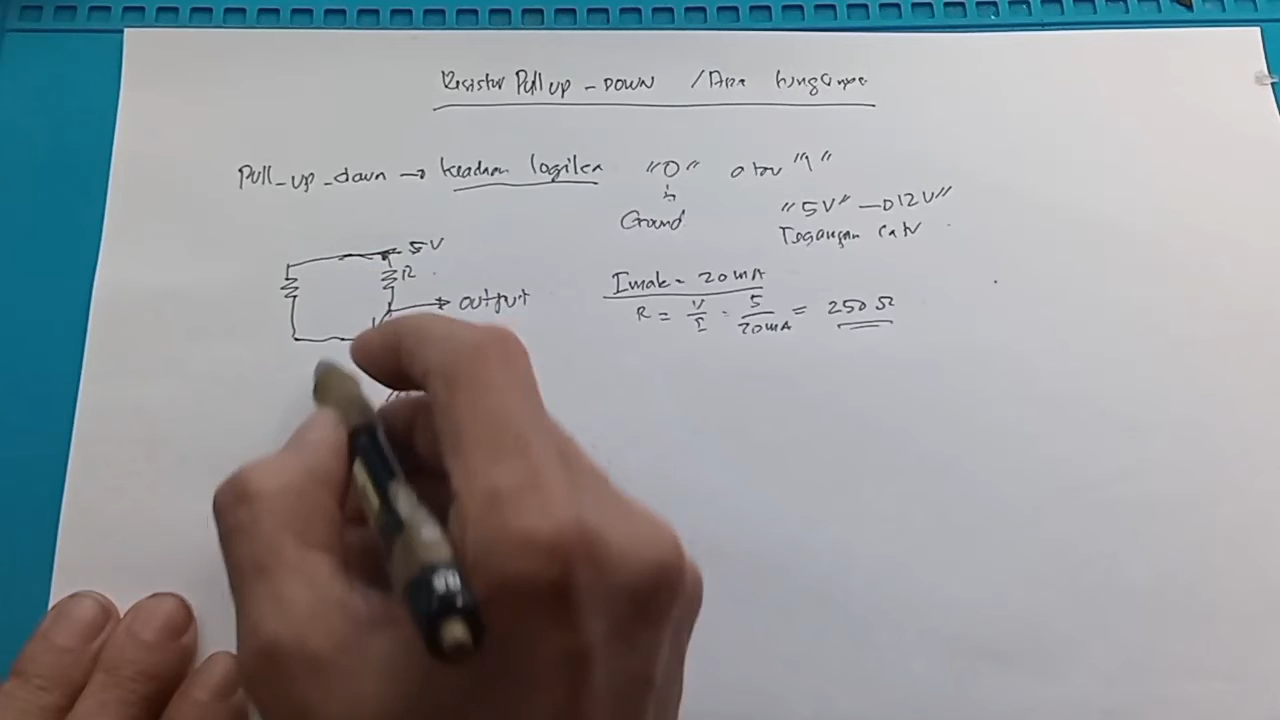 Resistor Pull up - DOWN / Apa fungsinya
Pull_up_down → keadaan logika "0" atau "1"
Ground
"5V" — 12V"
Tegangan catu
5V
R
output
Imak = 20mA
R = V/I = 5/20mA = 250 Ω